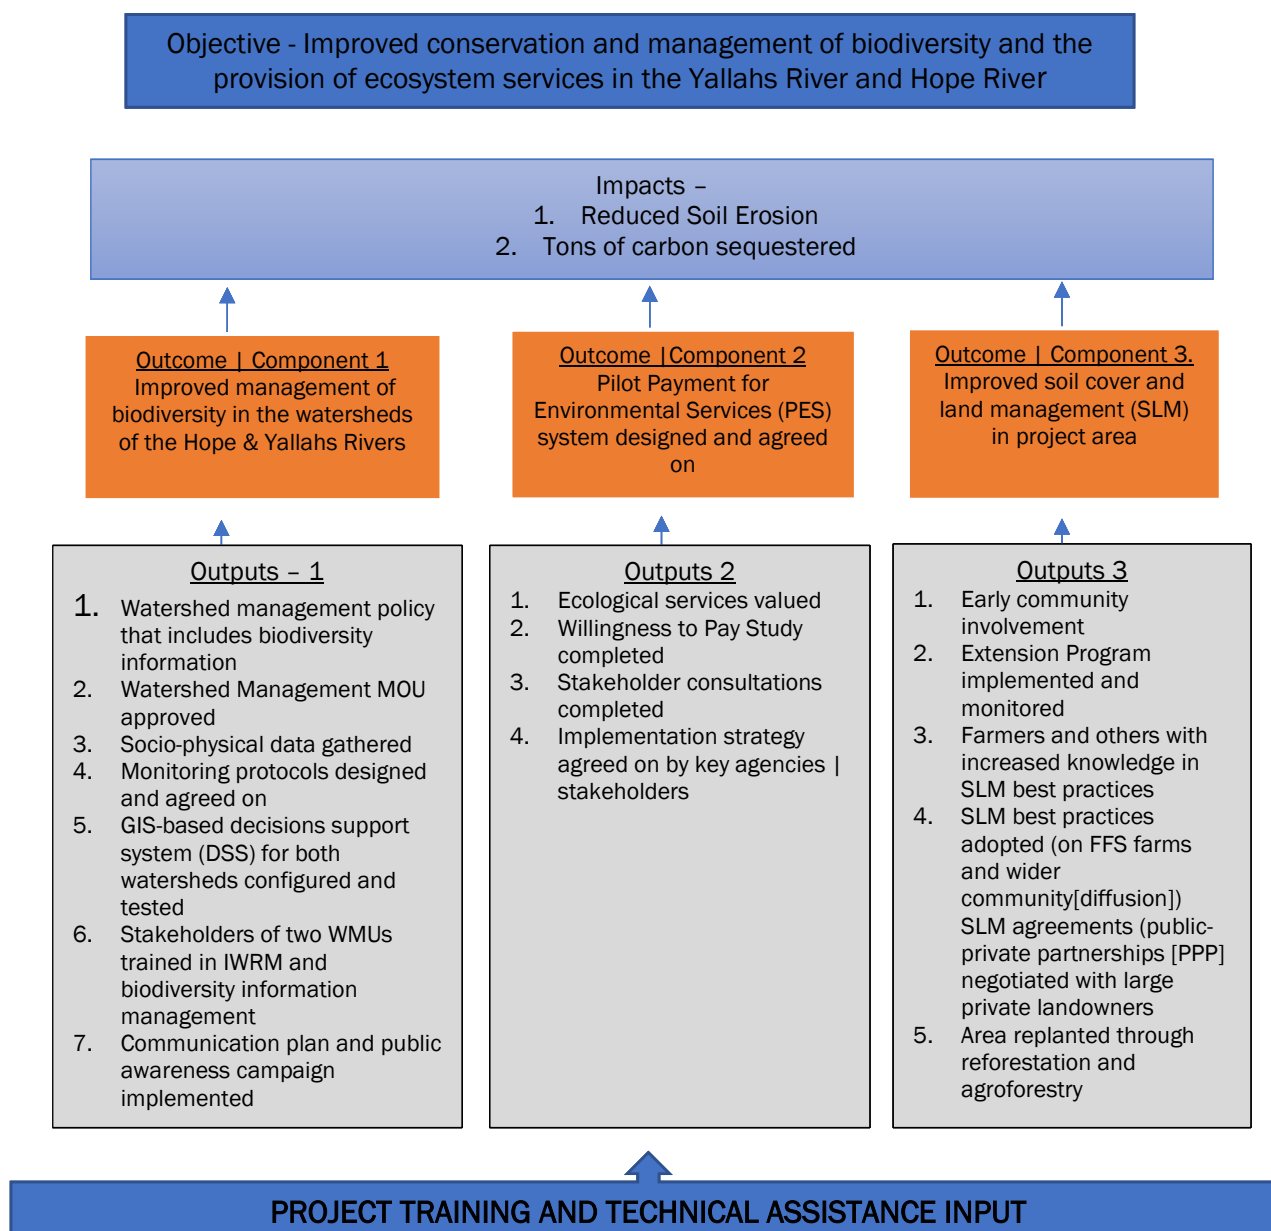 Objective - Improved conservation and management of biodiversity and the
provision of ecosystem services in the Yallahs River and Hope River
Impacts –
1. Reduced Soil Erosion
2. Tons of carbon sequestered
Outcome | Component 1
Improved management of
biodiversity in the watersheds
of the Hope & Yallahs Rivers
Outcome |Component 2
Pilot Payment for
Environmental Services (PES)
system designed and agreed
on
Outcome | Component 3.
Improved soil cover and
land management (SLM)
in project area
Outputs – 1
1. Watershed management policy
that includes biodiversity
information
2. Watershed Management MOU
approved
3. Socio-physical data gathered
4. Monitoring protocols designed
and agreed on
5. GIS-based decisions support
system (DSS) for both
watersheds configured and
tested
6. Stakeholders of two WMUs
trained in IWRM and
biodiversity information
management
7. Communication plan and public
awareness campaign
implemented
Outputs 2
1. Ecological services valued
2. Willingness to Pay Study
completed
3. Stakeholder consultations
completed
4. Implementation strategy
agreed on by key agencies |
stakeholders
Outputs 3
1. Early community
involvement
2. Extension Program
implemented and
monitored
3. Farmers and others with
increased knowledge in
SLM best practices
4. SLM best practices
adopted (on FFS farms
and wider
community[diffusion])
SLM agreements (public-
private partnerships [PPP]
negotiated with large
private landowners
5. Area replanted through
reforestation and
agroforestry
PROJECT TRAINING AND TECHNICAL ASSISTANCE INPUT